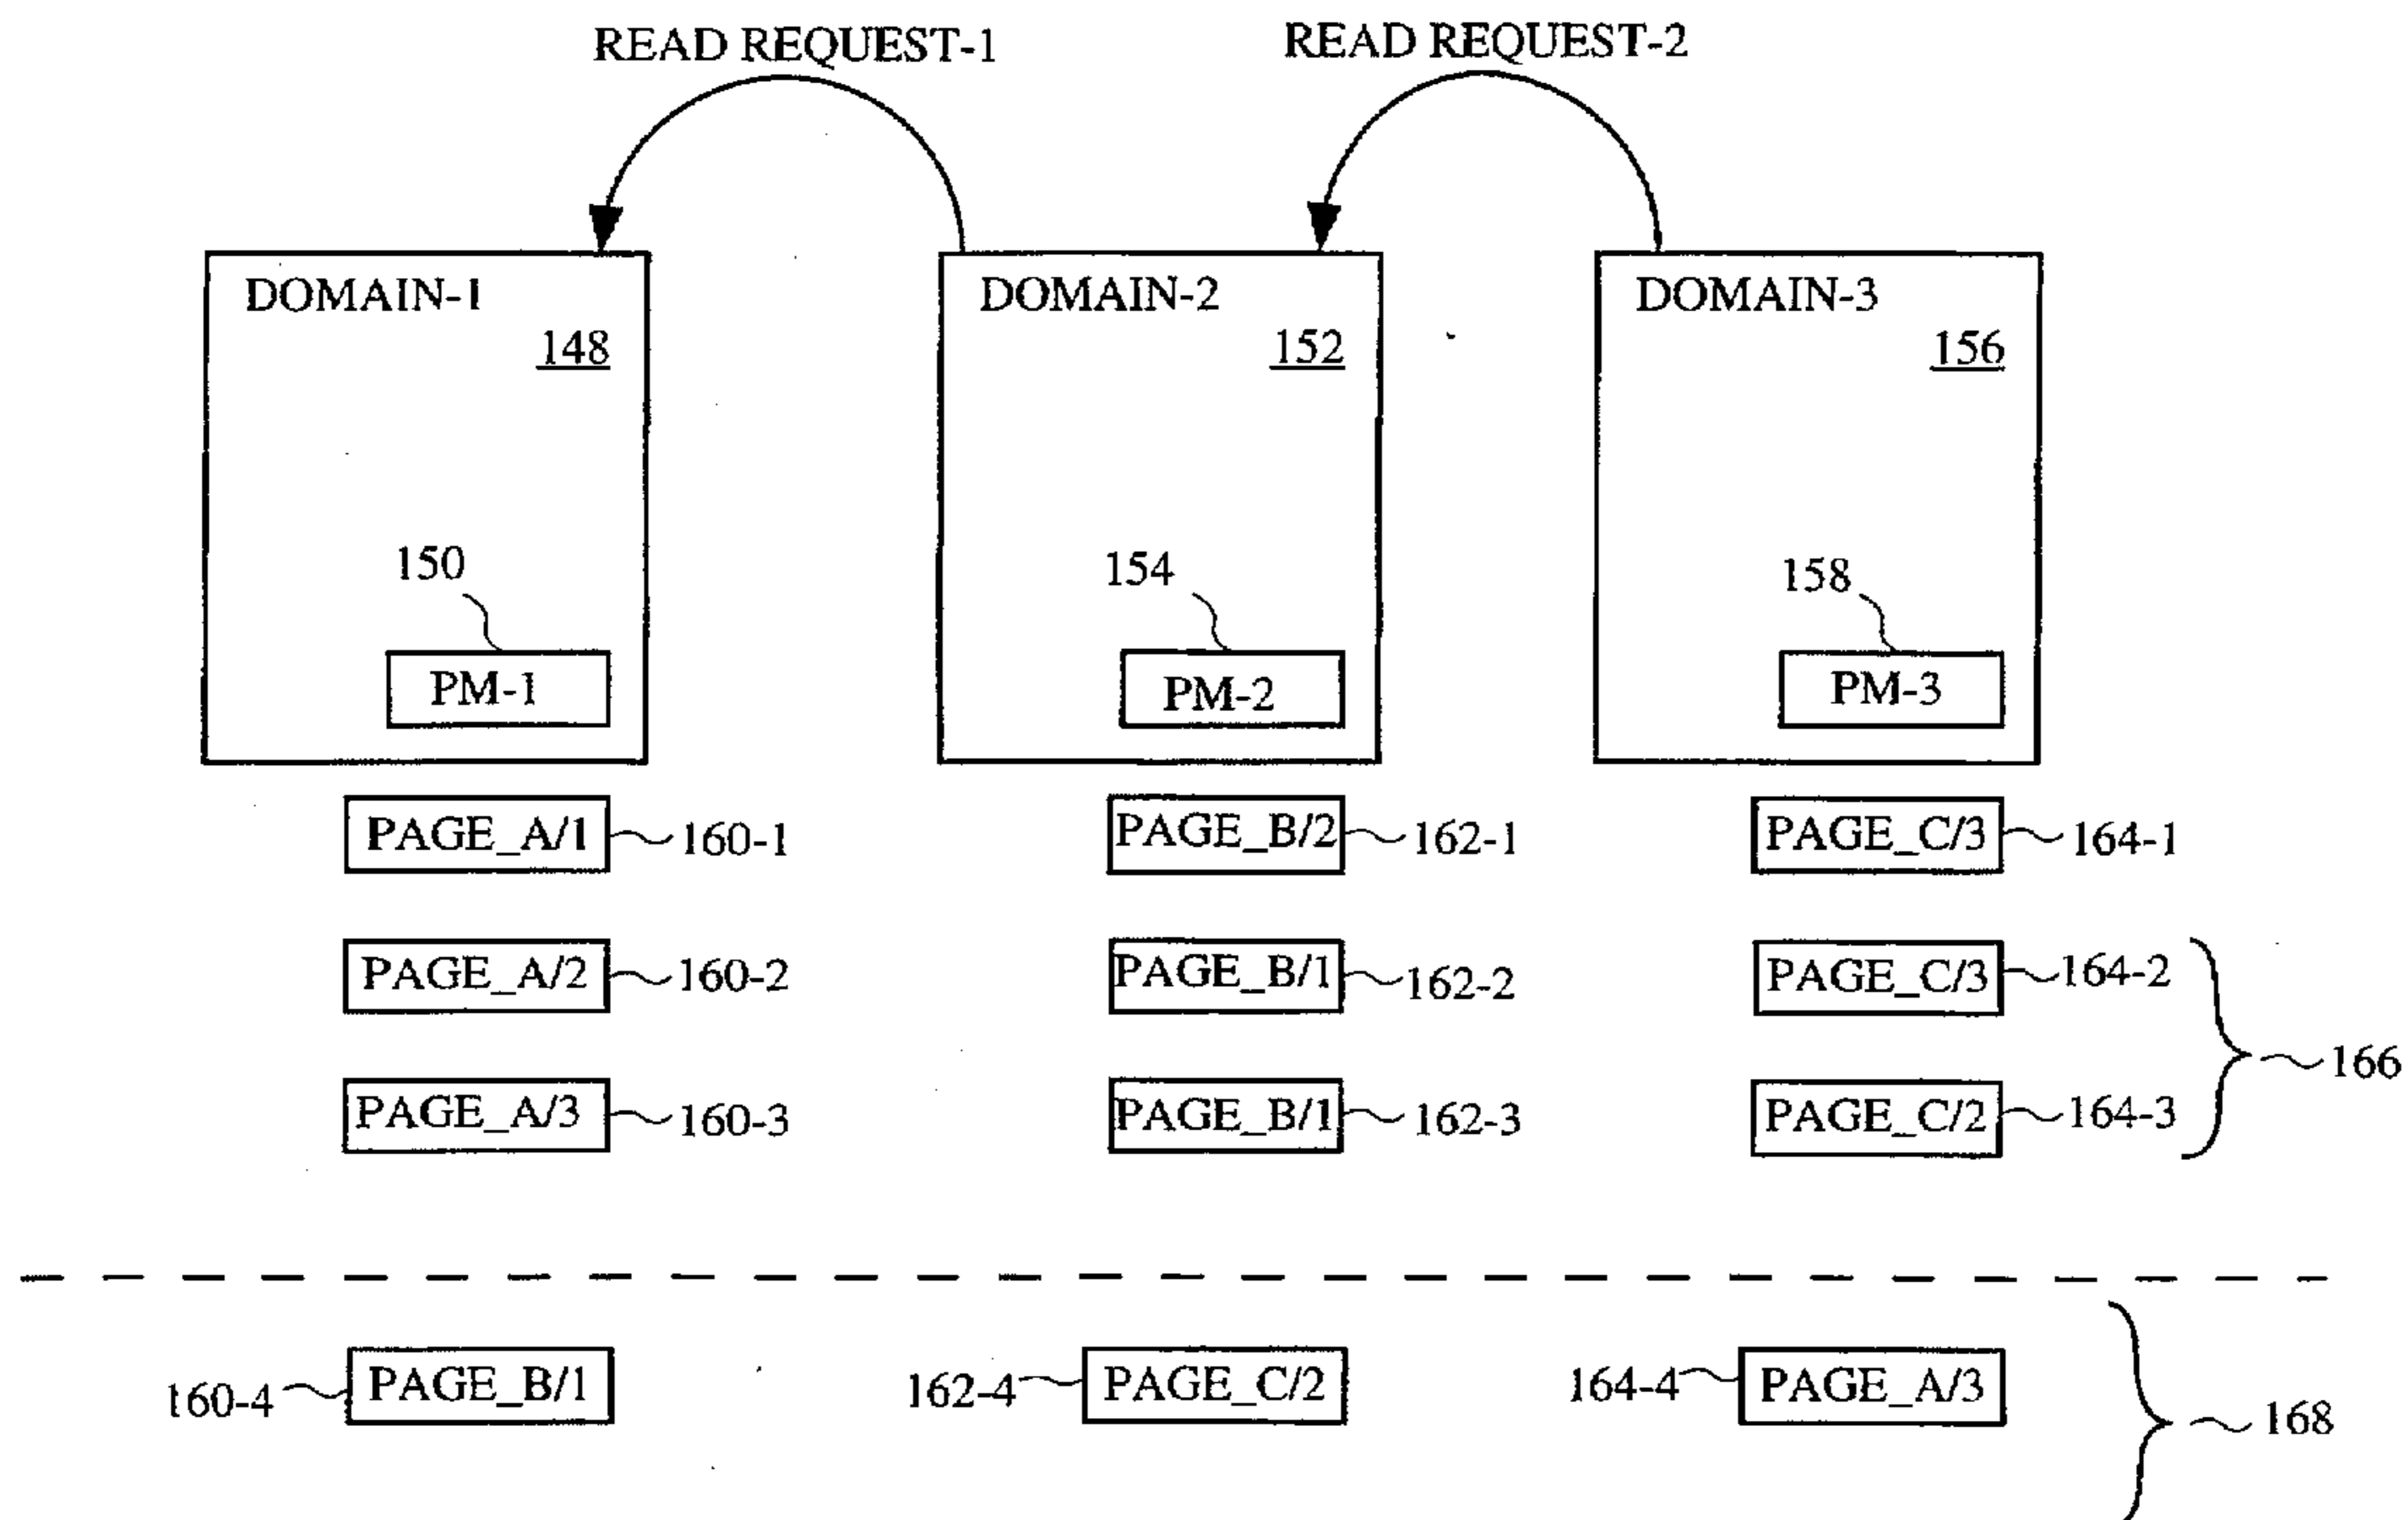 READ REQUEST-1
READ REQUEST-2
DOMAIN-1
DOMAIN-2
DOMAIN-3
148
152
156
150
154
158
PM-1
PM-2
PM-3
PAGE_A/1
160-1
PAGE_B/2
162-1
PAGE_C/3
164-1
PAGE_A/2
160-2
PAGE_B/1
162-2
PAGE_C/3
164-2
166
PAGE_A/3
160-3
PAGE_B/1
162-3
PAGE_C/2
164-3
160-4
PAGE_B/1
162-4
PAGE_C/2
164-4
PAGE_A/3
168